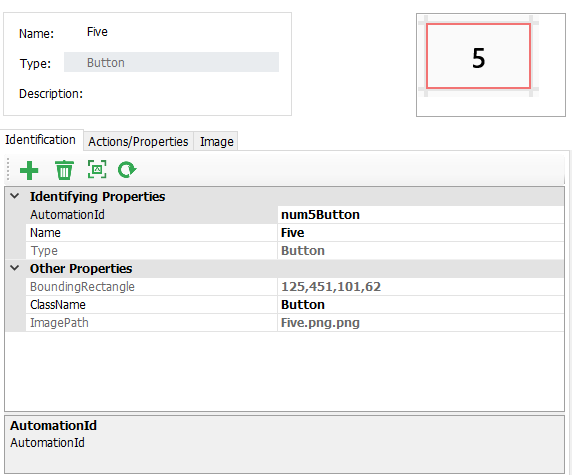 Name: Five
5
Type: Button
Description:
Identification Actions/Properties Image
Identifying Properties
AutomationId num5Button
Name Five
Type Button
Other Properties
BoundingRectangle 125,451,101,62
ClassName Button
ImagePath Five.png.png
AutomationId
AutomationId